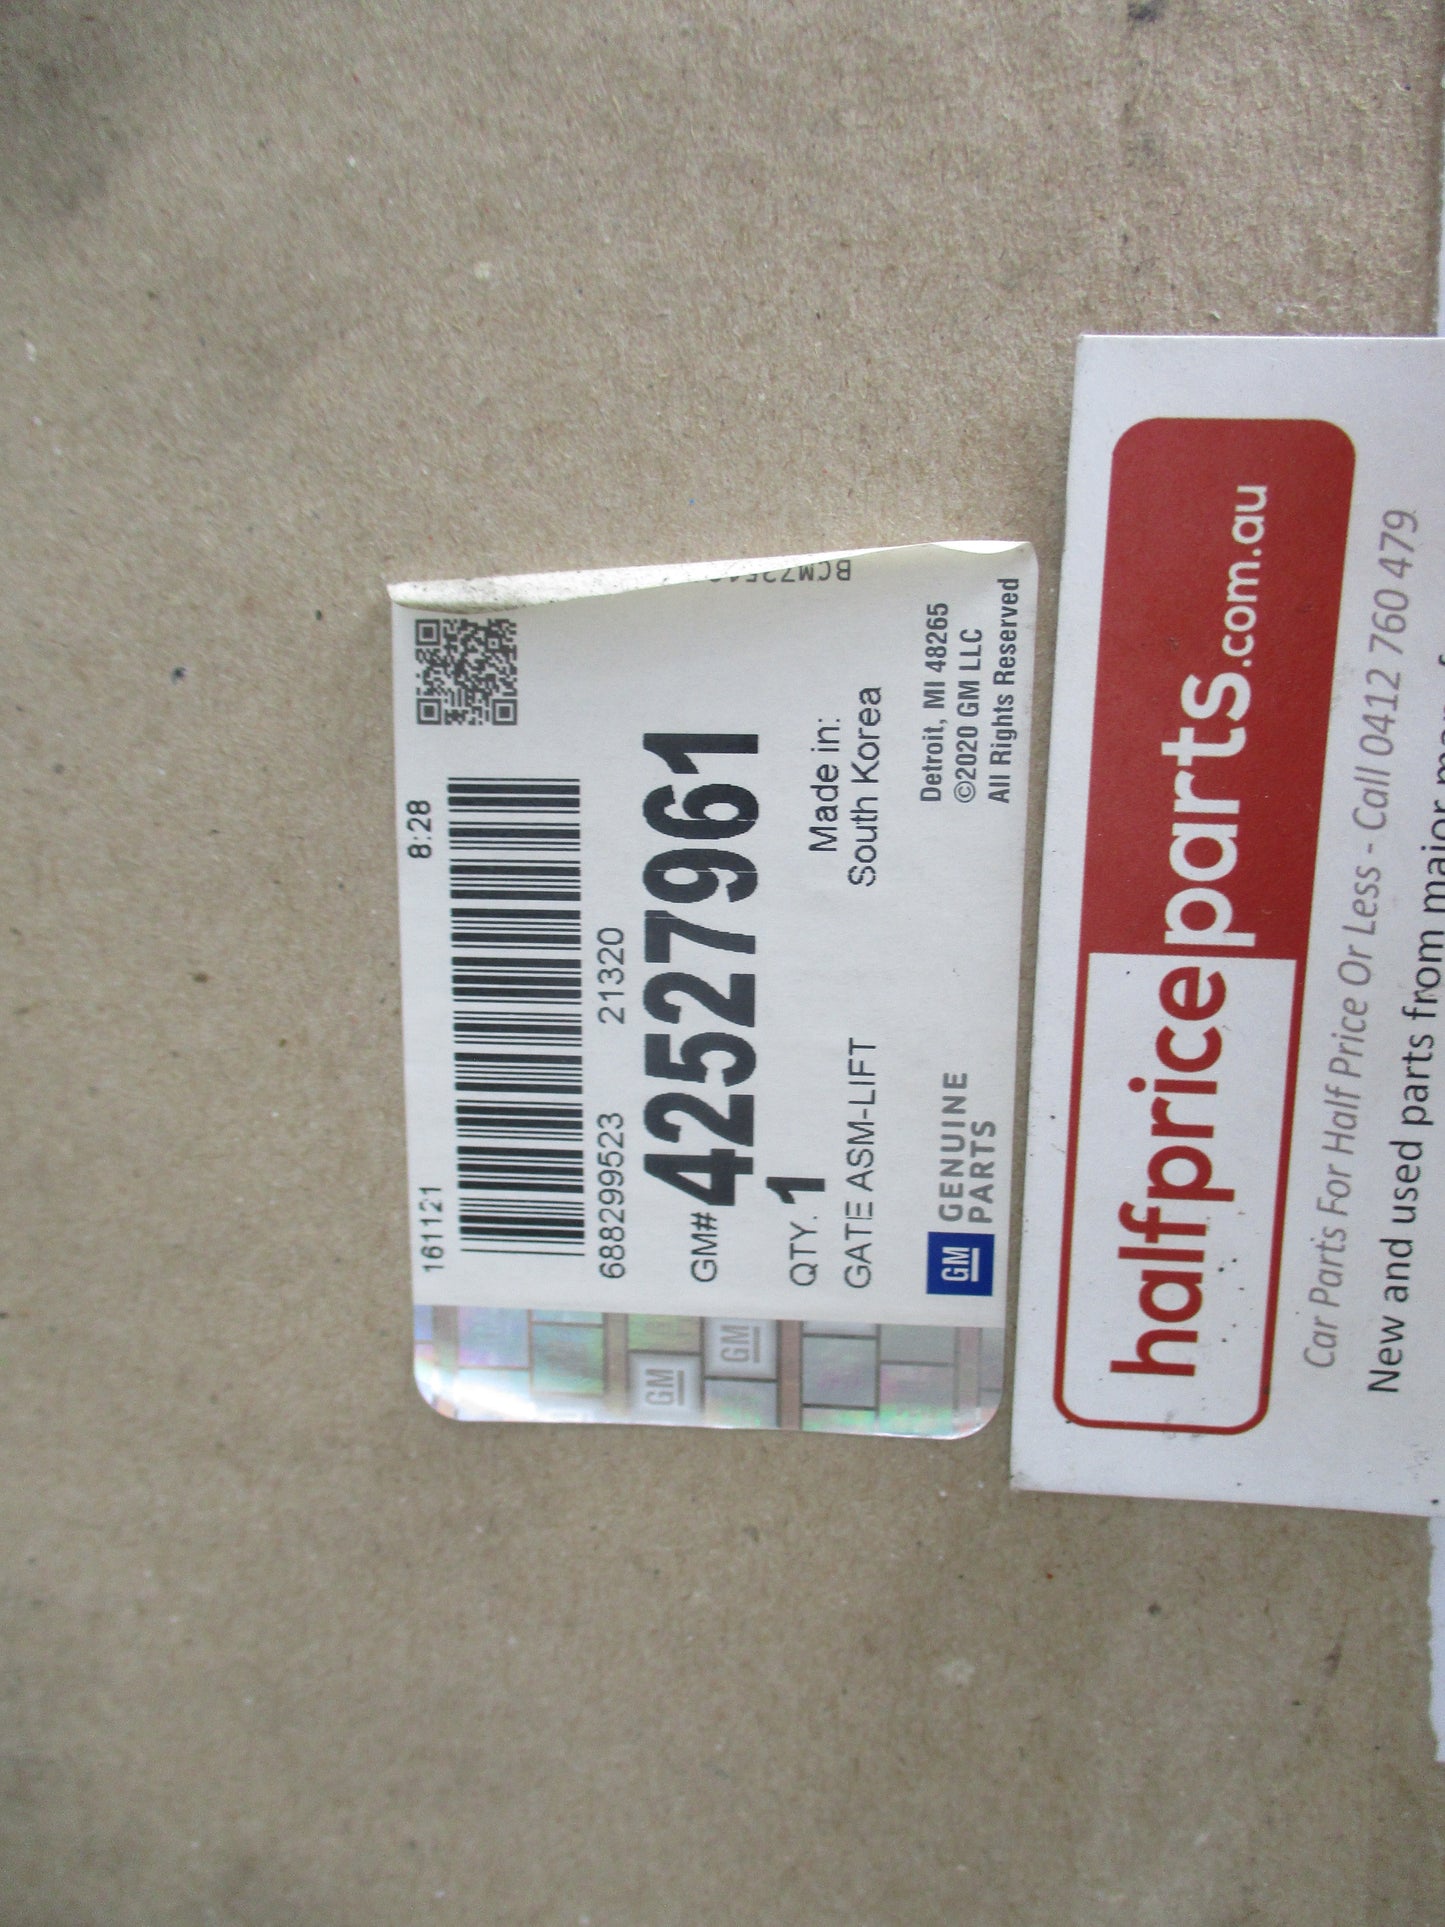 161121 8:28
688299523 21320
GM# 42527961
QTY. 1
Made in:
GATE ASM-LIFT South Korea
GM GENUINE
PARTS
Detroit, MI 48265
©2020 GM LLC
All Rights Reserved
GM
GM
halfpriceparts.com.au
Car Parts For Half Price Or Less - Call 0412 760 479
New and used parts from major